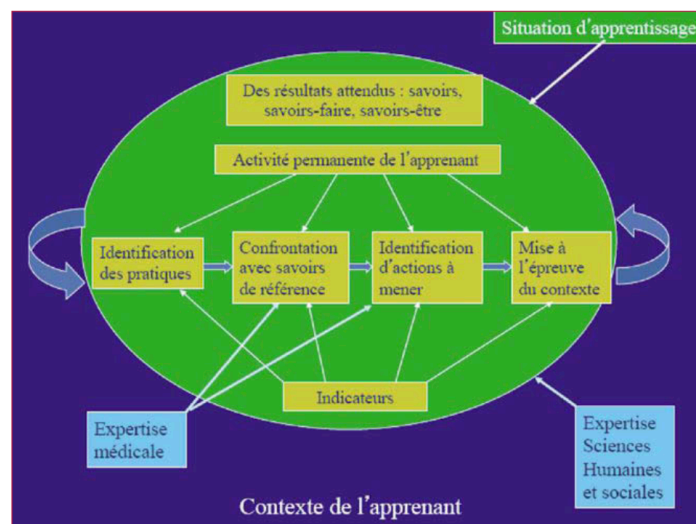 Situation d'apprentissage
Des résultats attendus : savoirs,
savoirs-faire, savoirs-être
Activité permanente de l'apprenant
Identification
des pratiques
Confrontation
avec savoirs
de référence
Identification
d'actions à
mener
Mise à
l'épreuve
du contexte
Indicateurs
Expertise
médicale
Expertise
Sciences
Humaines
et sociales
Contexte de l'apprenant